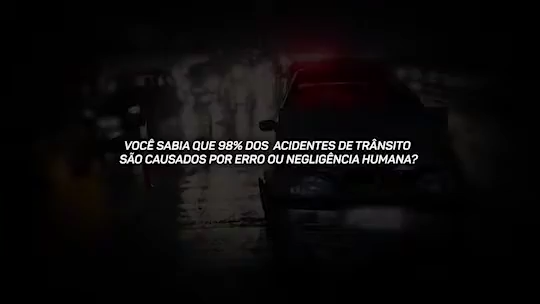 VOCÊ SABIA QUE 98% DOS ACIDENTES DE TRÂNSITO
SÃO CAUSADOS POR ERRO OU NEGLIGÊNCIA HUMANA?